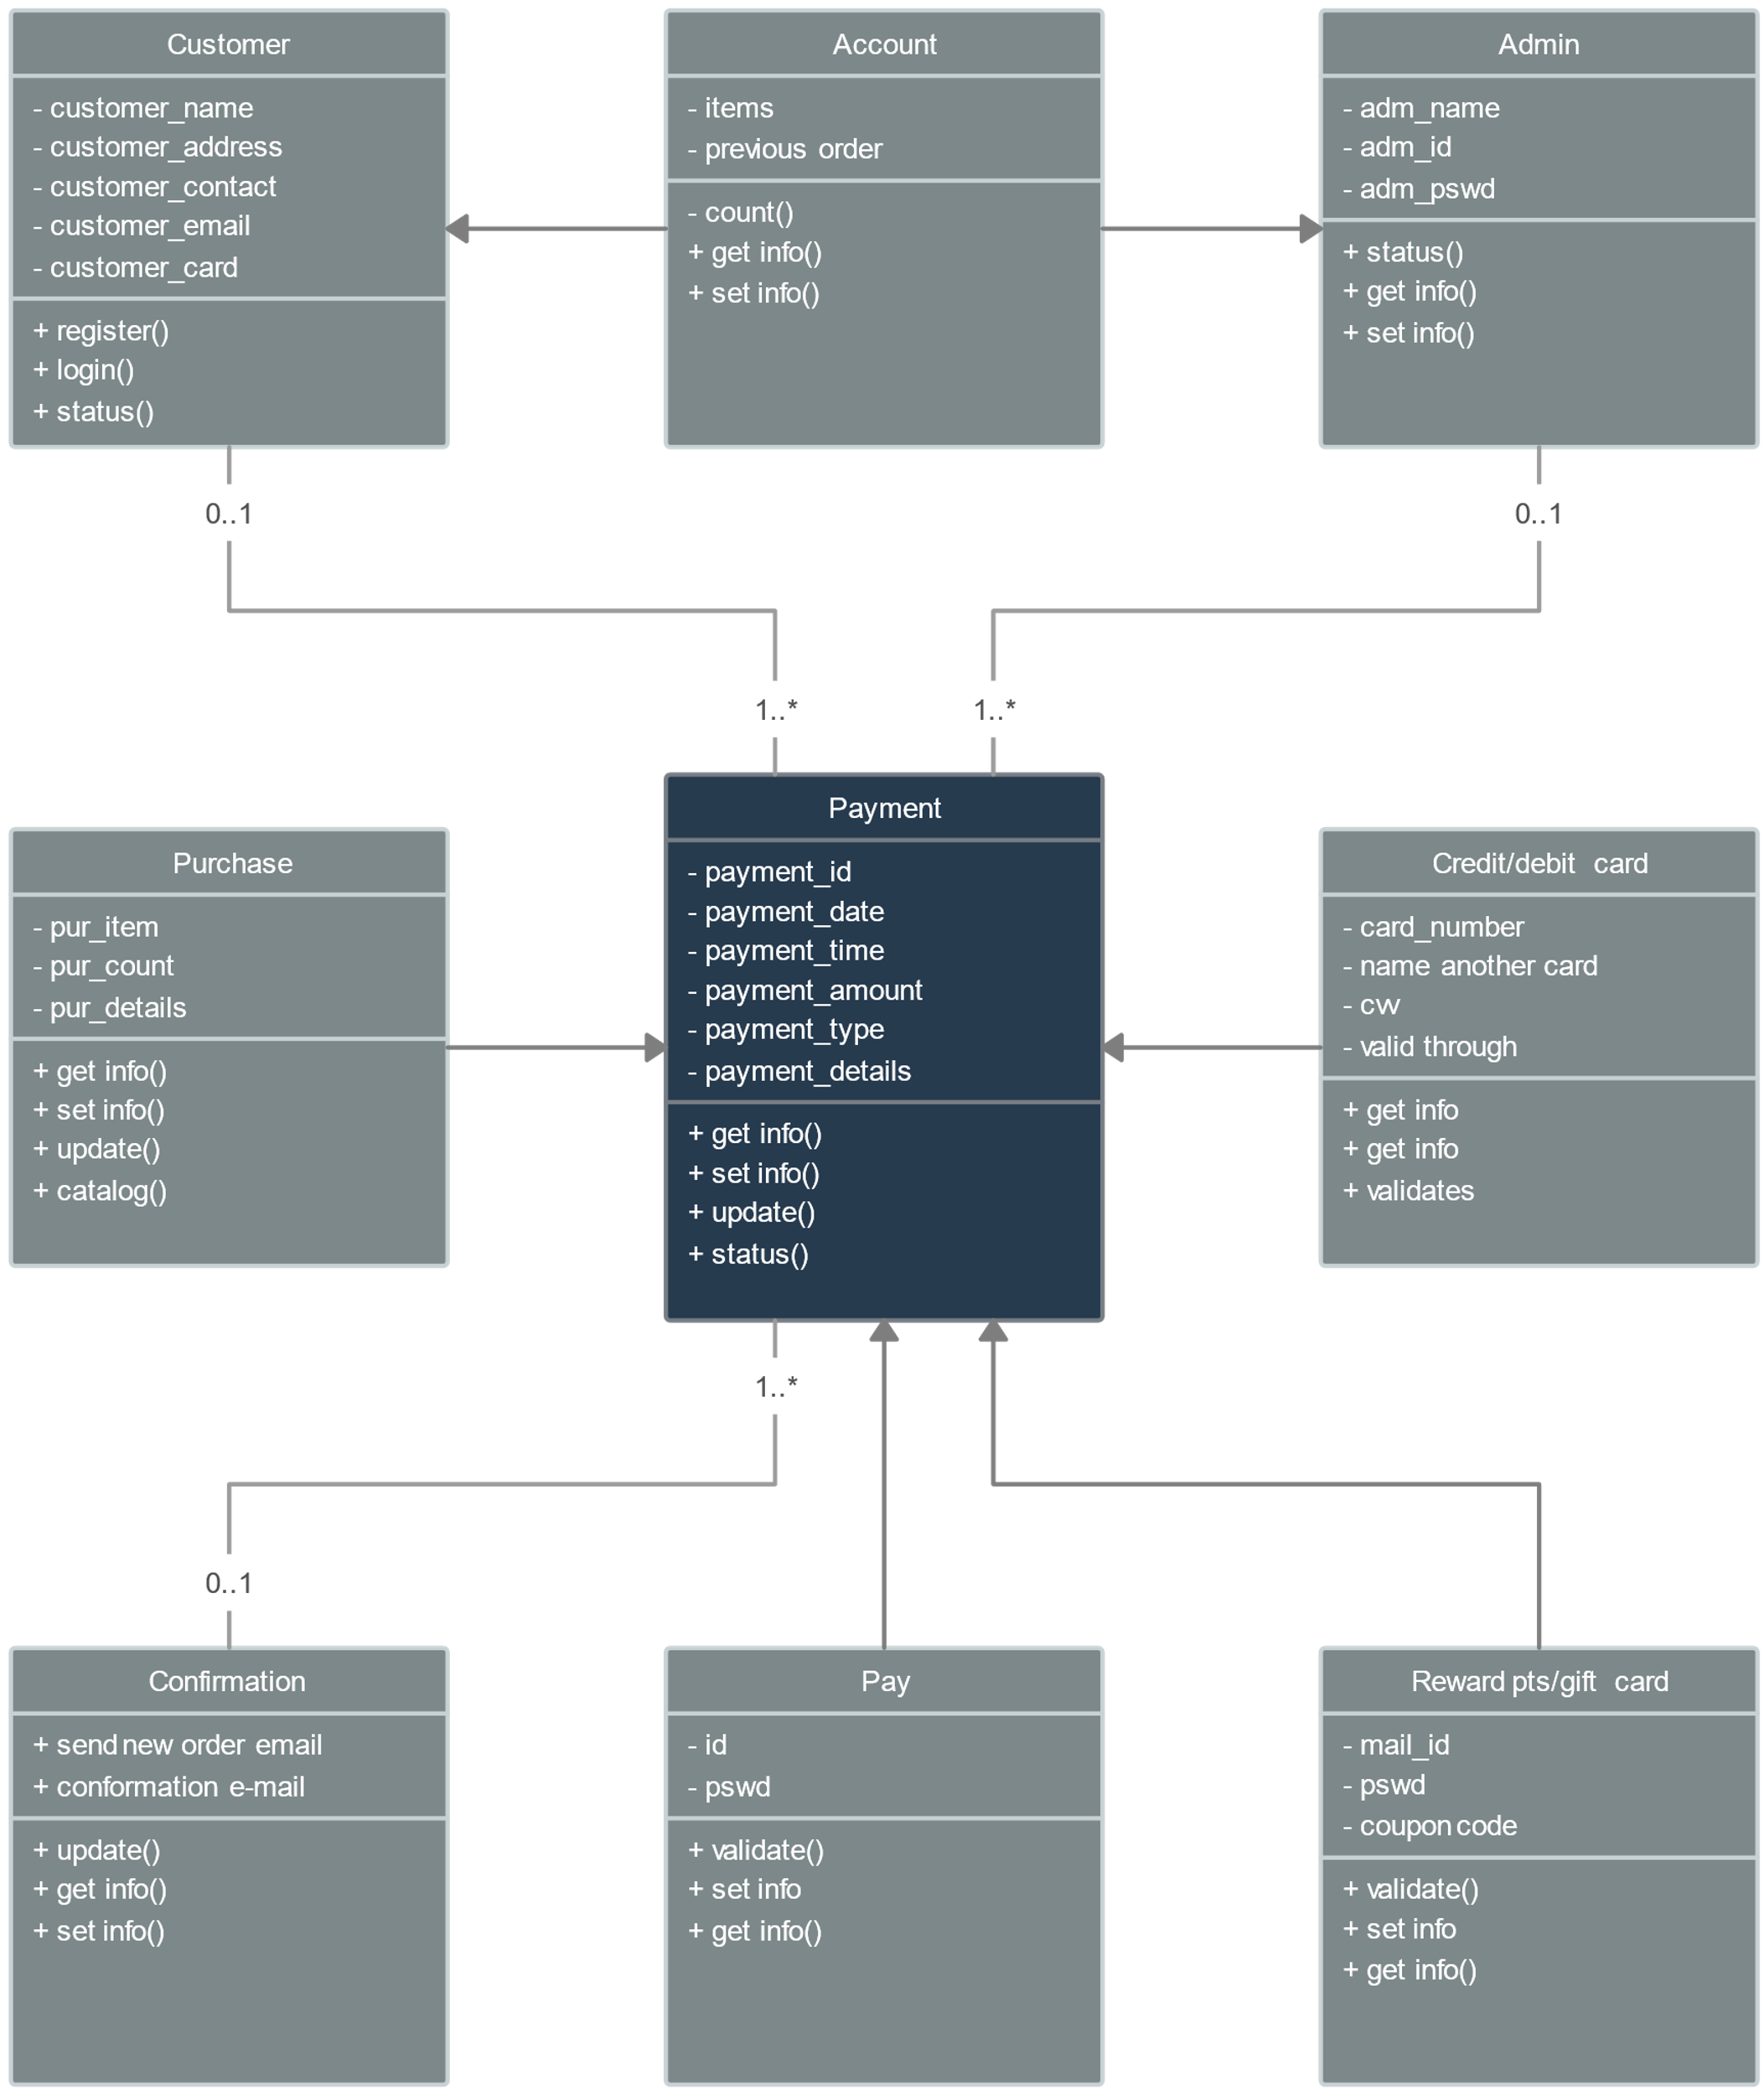 Customer
- customer_name
- customer_address
- customer_contact
- customer_email
- customer_card
+ register()
+ login()
+ status()
Account
- items
- previous order
- count()
+ get info()
+ set info()
Admin
- adm_name
- adm_id
- adm_pswd
+ status()
+ get info()
+ set info()
0..1
0..1
1..*
1..*
Purchase
- pur_item
- pur_count
- pur_details
+ get info()
+ set info()
+ update()
+ catalog()
Payment
- payment_id
- payment_date
- payment_time
- payment_amount
- payment_type
- payment_details
+ get info()
+ set info()
+ update()
+ status()
Credit/debit card
- card_number
- name another card
- cvv
- valid through
+ get info
+ get info
+ validates
1..*
0..1
Confirmation
+ send new order email
+ conformation e-mail
+ update()
+ get info()
+ set info()
Pay
- id
- pswd
+ validate()
+ set info
+ get info()
Reward pts/gift card
- mail_id
- pswd
- coupon code
+ validate()
+ set info
+ get info()